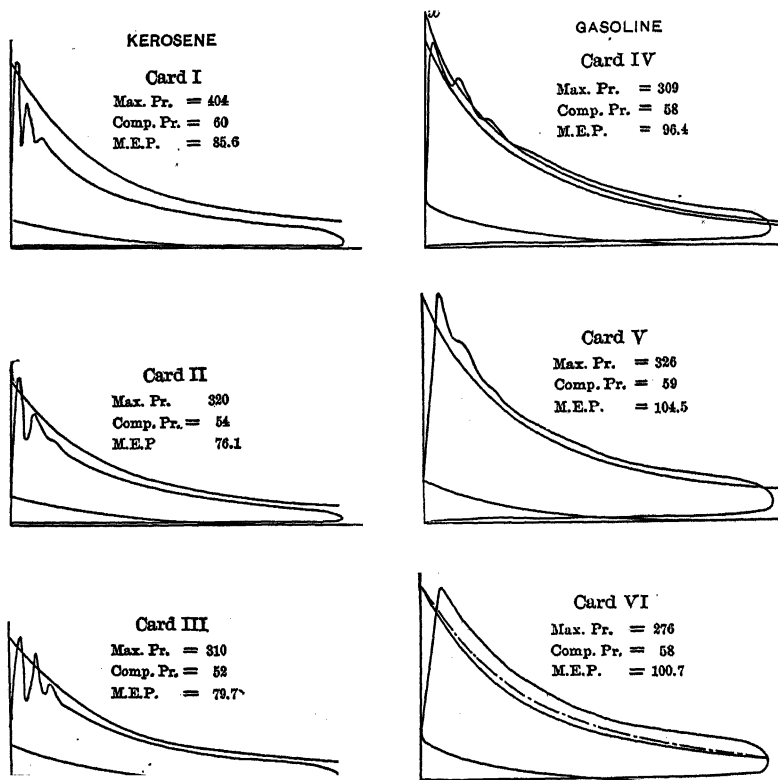 KEROSENE
Card I
Max. Pr. = 404
Comp. Pr. = 60
M.E.P. = 85.6
Card II
Max. Pr. 320
Comp. Pr. = 54
M.E.P 76.1
Card III
Max. Pr. = 310
Comp. Pr. = 52
M.E.P. = 79.7
GASOLINE
Card IV
Max. Pr. = 309
Comp. Pr. = 58
M.E.P. = 96.4
Card V
Max. Pr. = 326
Comp. Pr. = 59
M.E.P. = 104.5
Card VI
Max. Pr. = 276
Comp. Pr. = 58
M.E.P. = 100.7